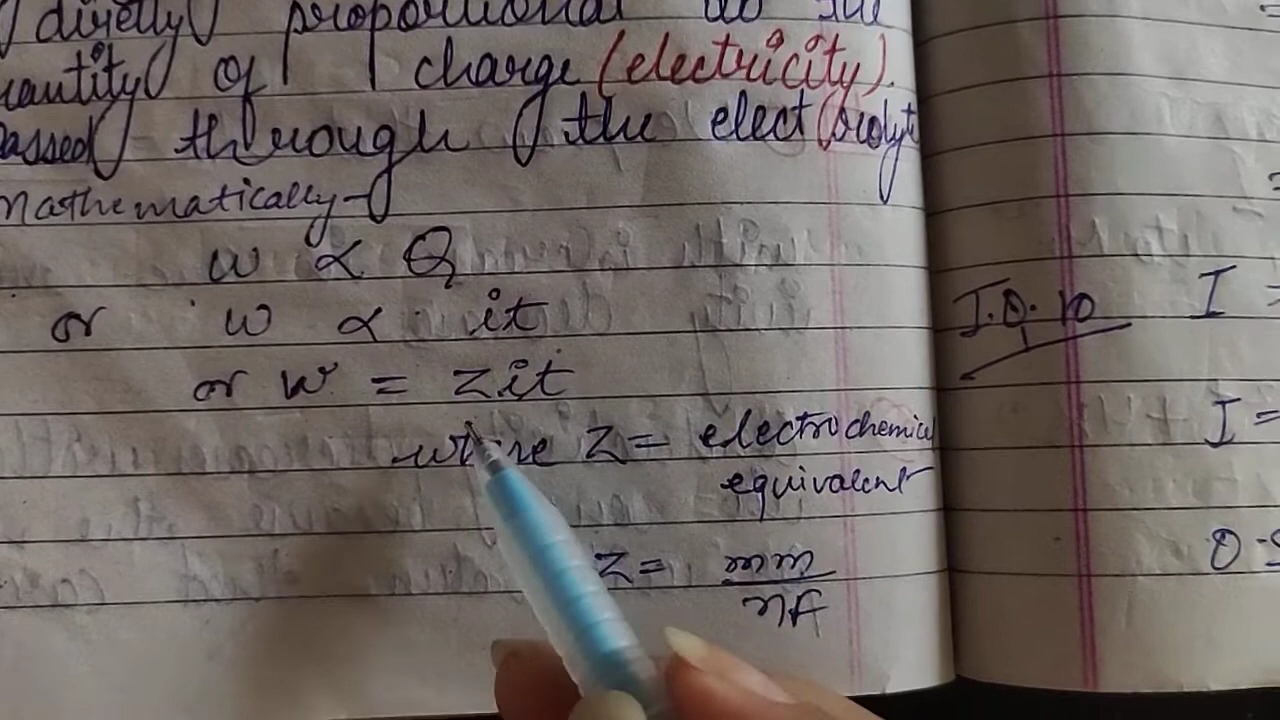 directly proportional to the
quantity of charge (electricity).
passed through the electrolyte
Mathematically-
w ∝ Q
or w ∝ it
or w = zit
where Z = electrochemical
equivalent
Z =
I.Q. 10
I =
I =